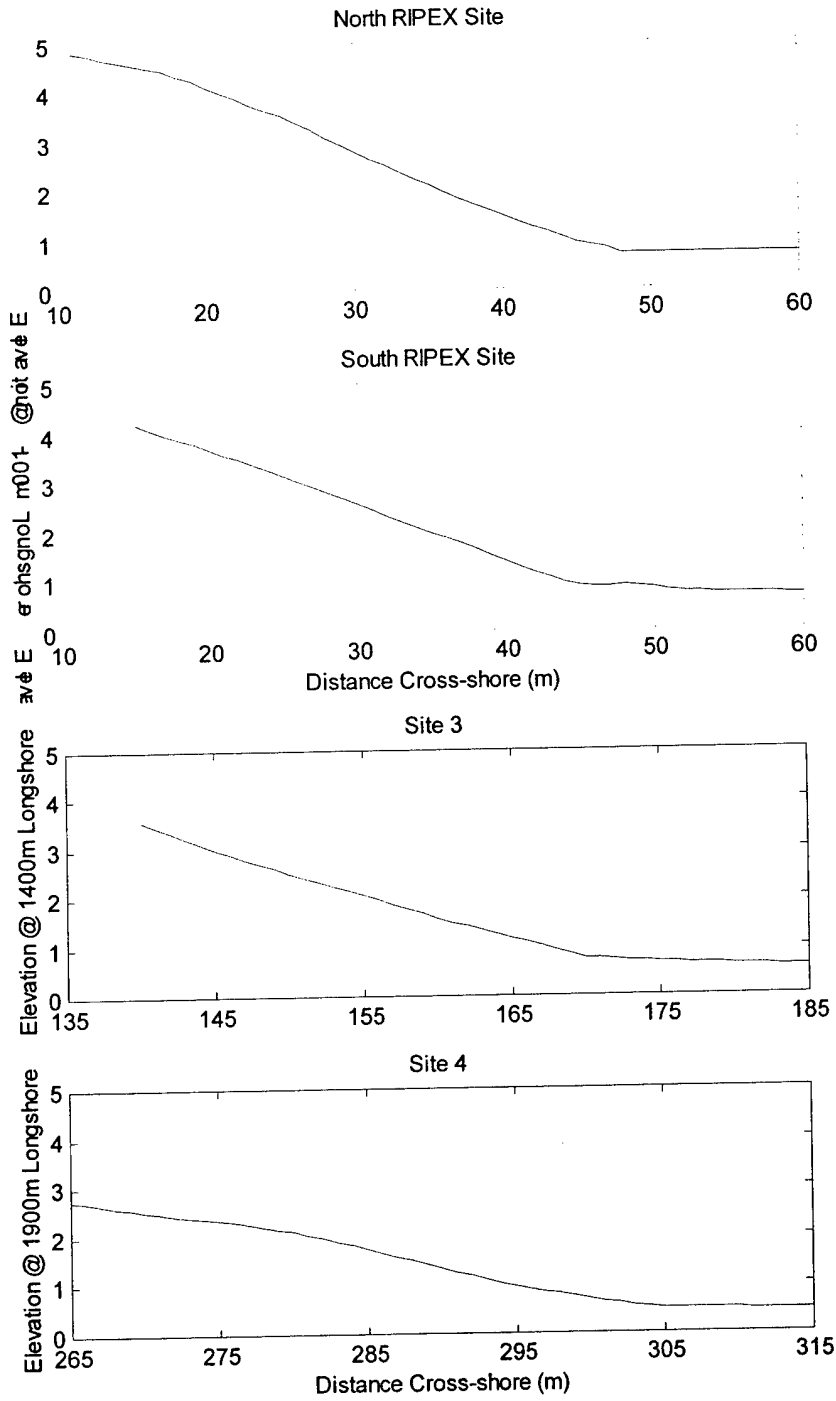 North RIPEX Site
5
4
3
2
1
0
10 20 30 40 50 60
South RIPEX Site
5
4
3
2
1
0
10 20 30 40 50 60
Distance Cross-shore (m)
Site 3
Elevation @ 1400m Longshore
5
4
3
2
1
0
135 145 155 165 175 185
Site 4
Elevation @ 1900m Longshore
5
4
3
2
1
0
265 275 285 295 305 315
Distance Cross-shore (m)